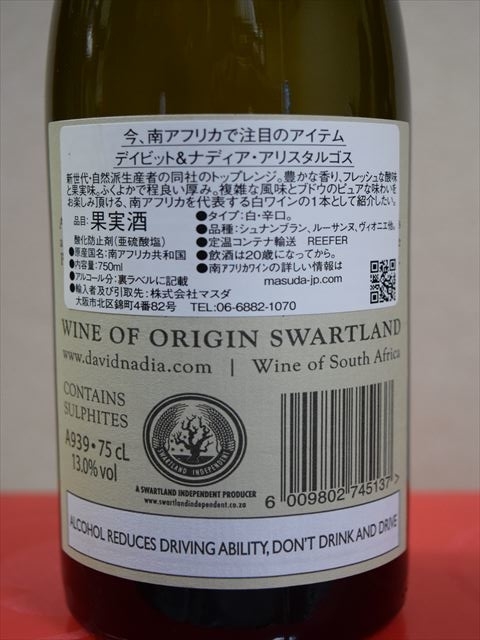 今、南アフリカで注目のアイテム
デイビット&ナディア・アリスタルゴス
新世代・自然派生産者の同社のトップレンジ。豊かな香り、フレッシュな酸味
と果実味。ふくよかで程良い厚み。複雑な風味とブドウのピュアな味わいを
お楽しみ頂ける、南アフリカを代表する白ワインの1本として紹介したい。
品目:果実酒
酸化防止剤(亜硫酸塩)
●原産国名:南アフリカ共和国
●内容量:750ml
●アルコール分:裏ラベルに記載
●輸入者及び引取先:株式会社マスダ
大阪市北区錦町4番82号 TEL:06-6882-1070
●タイプ:白・辛口。
●品種:シュナンブラン、ルーサンヌ、ヴィオニエ他。
●定温コンテナ輸送 REEFER
●飲酒は20歳になってから。
●南アフリカワインの詳しい情報は
masuda-jp.com
WINE OF ORIGIN SWARTLAND
www.davidnadia.com | Wine of South Africa
CONTAINS
SULPHITES
A939・75 cL
13.0% vol
SWARTLAND INDEPENDENT
A SWARTLAND INDEPENDENT PRODUCER
www.swartlandindependent.co.za
6 009802 745137 >
ALCOHOL REDUCES DRIVING ABILITY, DON'T DRINK AND DRIVE